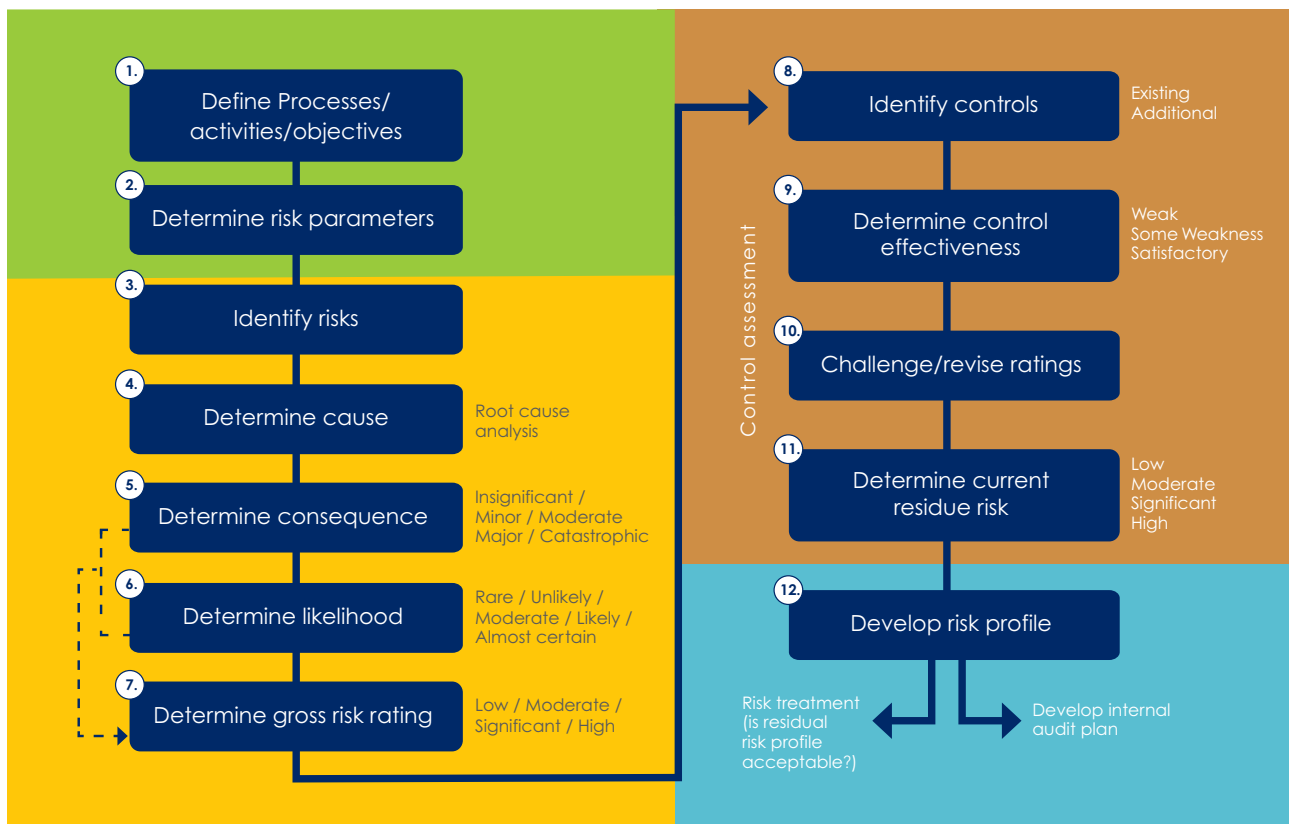 1.
Define Processes/
activities/objectives
2.
Determine risk parameters
3.
Identify risks
4.
Determine cause
Root cause
analysis
5.
Determine consequence
Insignificant /
Minor / Moderate
Major / Catastrophic
6.
Determine likelihood
Rare / Unlikely /
Moderate / Likely /
Almost certain
7.
Determine gross risk rating
Low / Moderate /
Significant / High
Control assessment
8.
Identify controls
Existing
Additional
9.
Determine control
effectiveness
Weak
Some Weakness
Satisfactory
10.
Challenge/revise ratings
11.
Determine current
residue risk
Low
Moderate
Significant
High
12.
Develop risk profile
Risk treatment
(is residual
risk profile
acceptable?)
Develop internal
audit plan